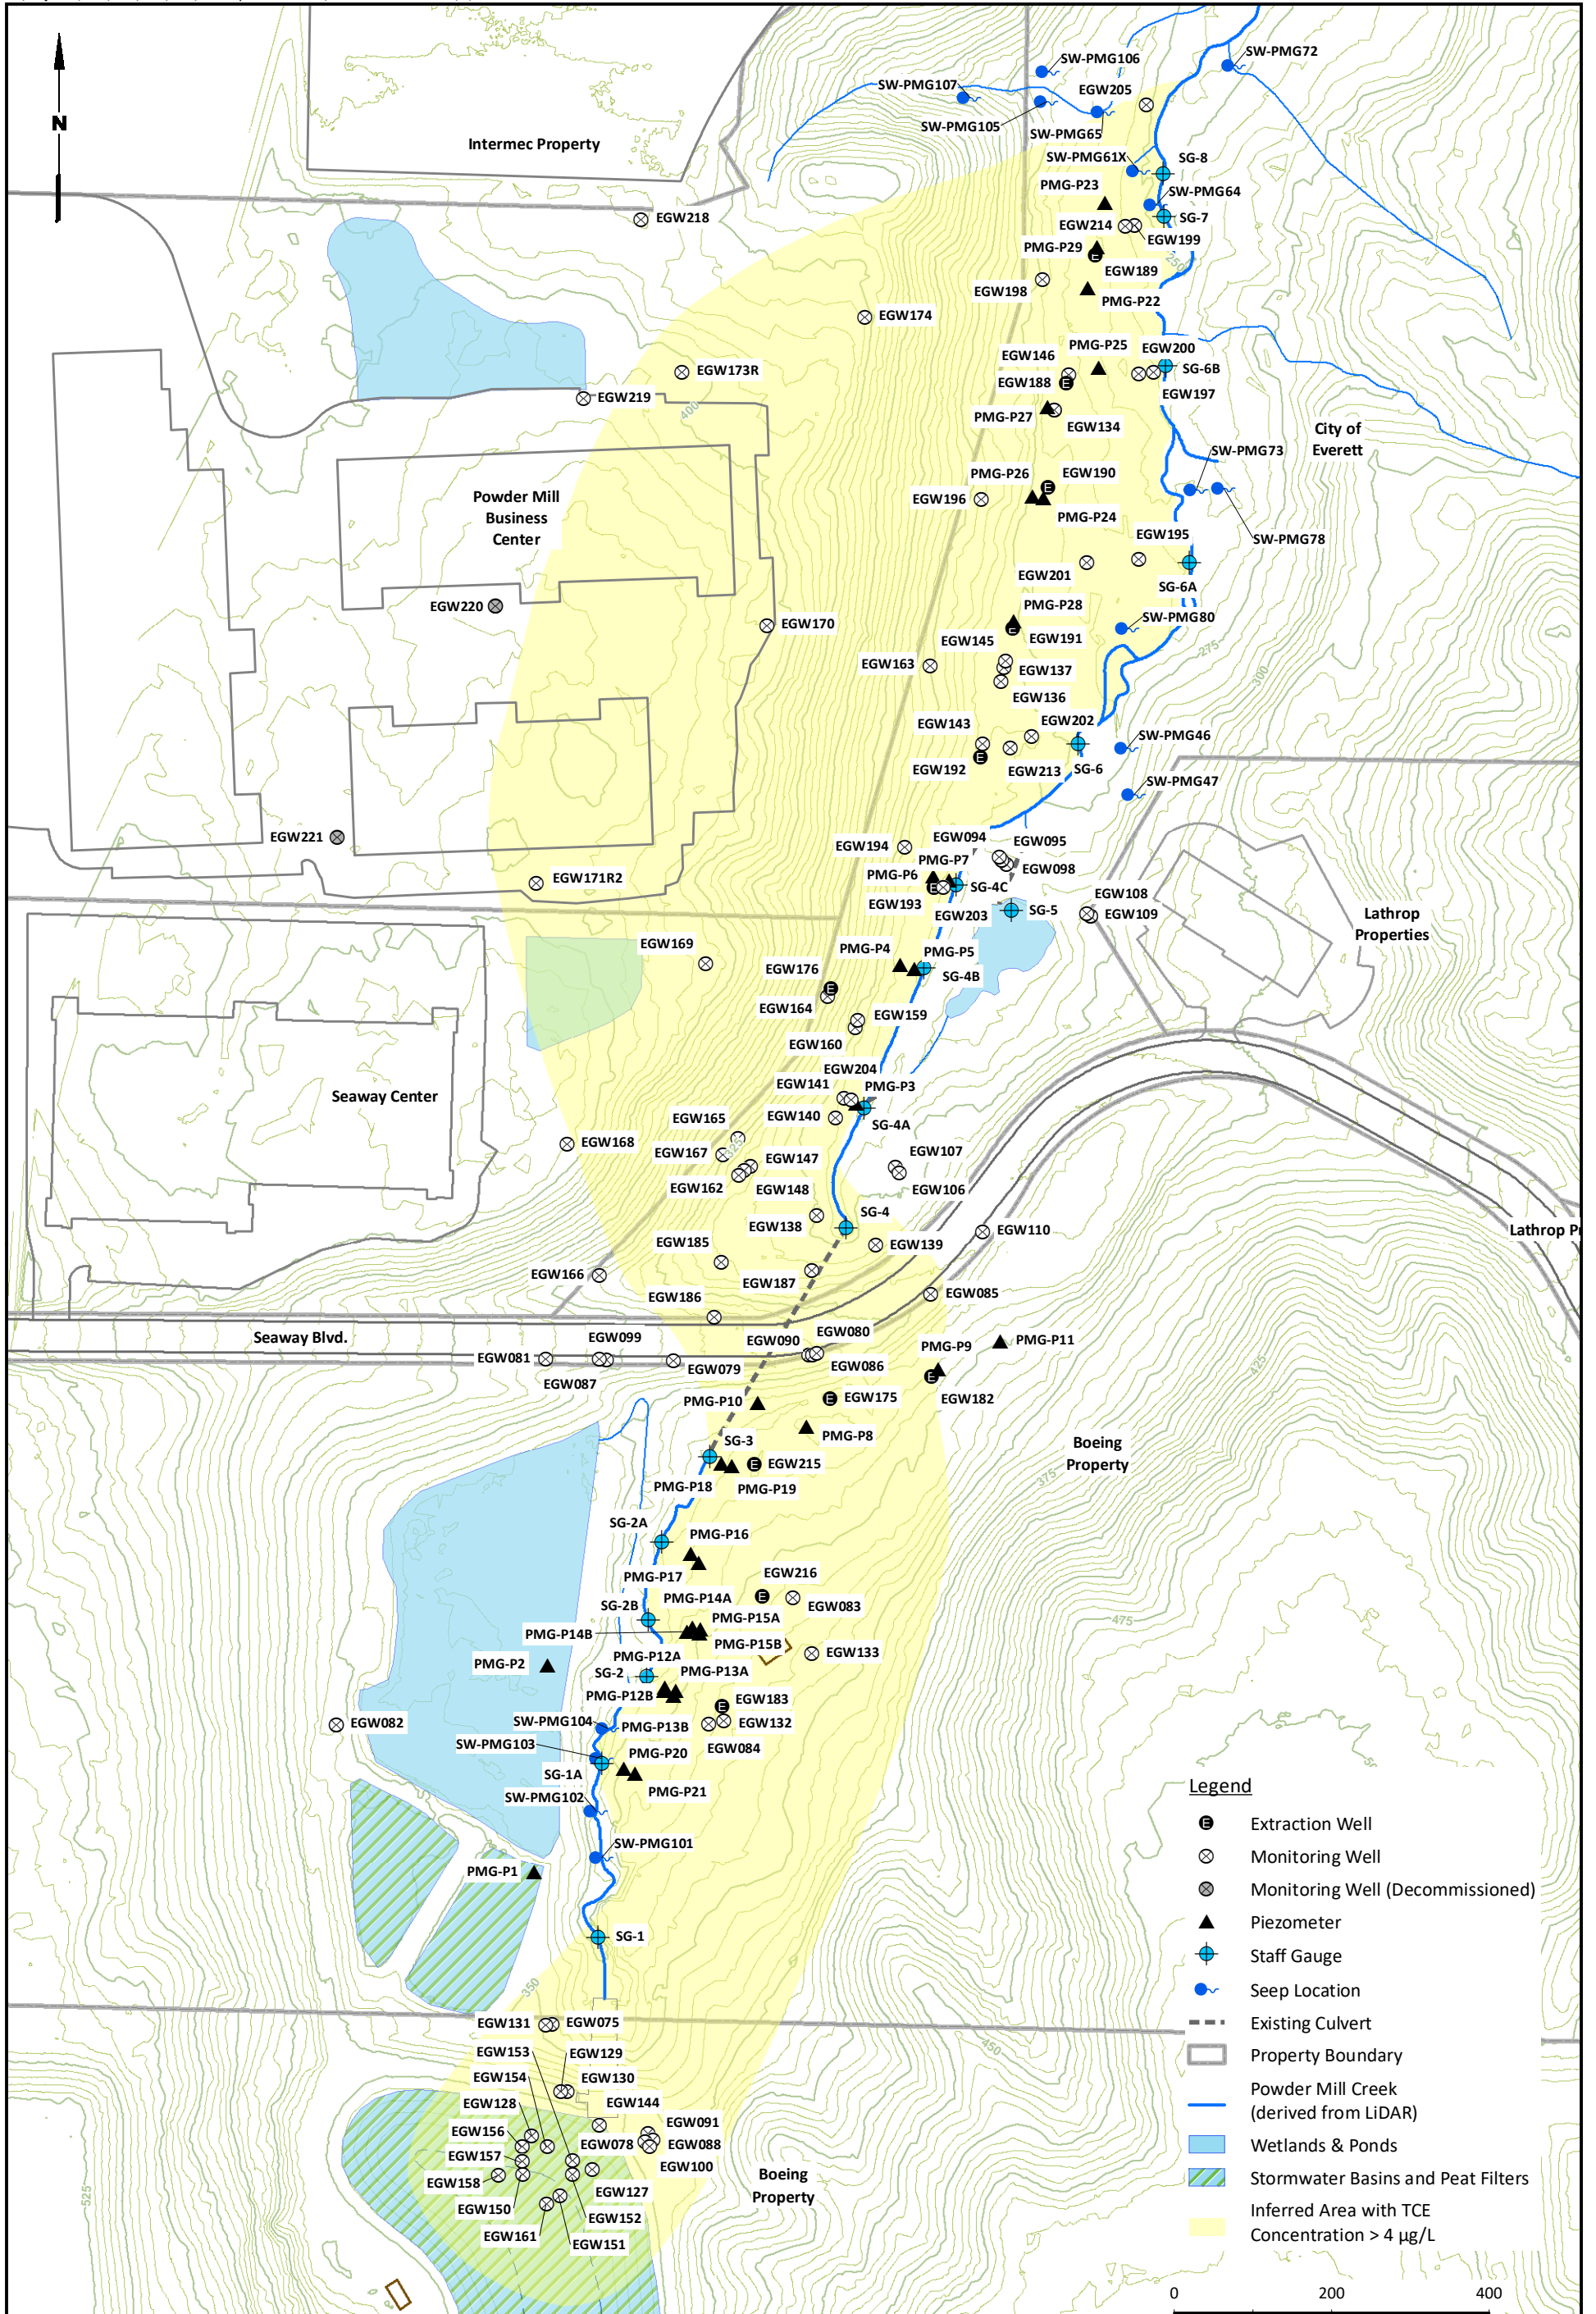 SW-PMG106
SW-PMG72
SW-PMG107
EGW205
SW-PMG105
SW-PMG65
N
Intermec Property
SW-PMG61X
SG-8
PMG-P23
SW-PMG64
EGW218
SG-7
EGW214
EGW199
PMG-P29
250
EGW189
EGW198
PMG-P22
EGW174
PMG-P25
EGW200
EGW146
EGW173R
EGW188
SG-6B
EGW219
EGW197
400
PMG-P27
EGW134
City of
Everett
SW-PMG73
PMG-P26
EGW190
Powder Mill
Business
Center
EGW196
PMG-P24
EGW195
SW-PMG78
EGW201
SG-6A
EGW220
PMG-P28
SW-PMG80
EGW170
EGW145
EGW191
275
EGW163
EGW137
300
EGW136
EGW143
EGW202
SW-PMG46
EGW192
EGW213
SG-6
SW-PMG47
EGW221
EGW194
EGW094
EGW095
PMG-P7
EGW098
EGW171R2
PMG-P6
SG-4C
EGW108
EGW193
EGW203
SG-5
EGW109
Lathrop
Properties
EGW169
PMG-P4
PMG-P5
EGW176
SG-4B
EGW164
EGW159
EGW160
EGW204
EGW141
PMG-P3
Seaway Center
EGW165
EGW140
SG-4A
325
EGW168
EGW167
EGW147
EGW107
EGW162
EGW148
EGW106
SG-4
EGW138
EGW110
Lathrop P
EGW185
EGW139
EGW166
EGW187
EGW085
EGW186
Seaway Blvd.
EGW099
EGW090
EGW080
PMG-P9
PMG-P11
EGW081
EGW079
EGW086
425
EGW087
EGW182
PMG-P10
EGW175
PMG-P8
SG-3
Boeing
Property
EGW215
375
PMG-P18
PMG-P19
SG-2A
PMG-P16
PMG-P17
EGW216
PMG-P14A
SG-2B
EGW083
475
PMG-P15A
PMG-P14B
PMG-P15B
EGW133
PMG-P12A
PMG-P2
SG-2
PMG-P13A
PMG-P12B
EGW183
EGW082
SW-PMG104
PMG-P13B
EGW132
SW-PMG103
PMG-P20
EGW084
SG-1A
PMG-P21
SW-PMG102
SW-PMG101
PMG-P1
SG-1
350
EGW131
EGW075
450
EGW153
EGW129
EGW154
EGW130
EGW128
EGW144
EGW091
EGW156
EGW078
EGW088
EGW157
EGW100
EGW158
EGW127
Boeing
Property
525
EGW150
EGW152
EGW161
EGW151
Legend
E Extraction Well
Monitoring Well
Monitoring Well (Decommissioned)
Piezometer
Staff Gauge
Seep Location
Existing Culvert
Property Boundary
Powder Mill Creek
(derived from LiDAR)
Wetlands & Ponds
Stormwater Basins and Peat Filters
Inferred Area with TCE
Concentration > 4 µg/L
0 200 400